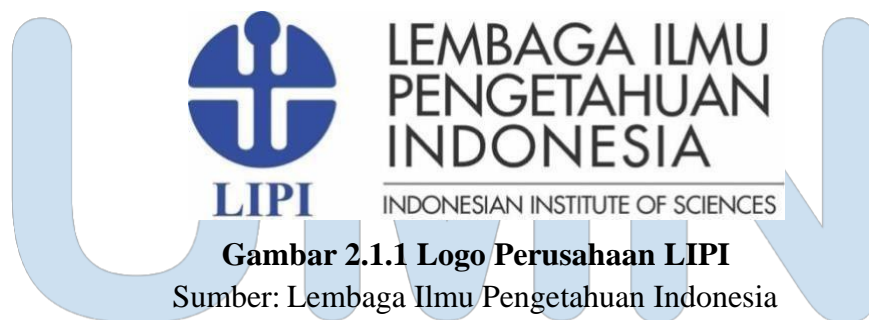 LEMBAGA ILMU
PENGETAHUAN
INDONESIA
LIPI
INDONESIAN INSTITUTE OF SCIENCES
Gambar 2.1.1 Logo Perusahaan LIPI
Sumber: Lembaga Ilmu Pengetahuan Indonesia
UMN